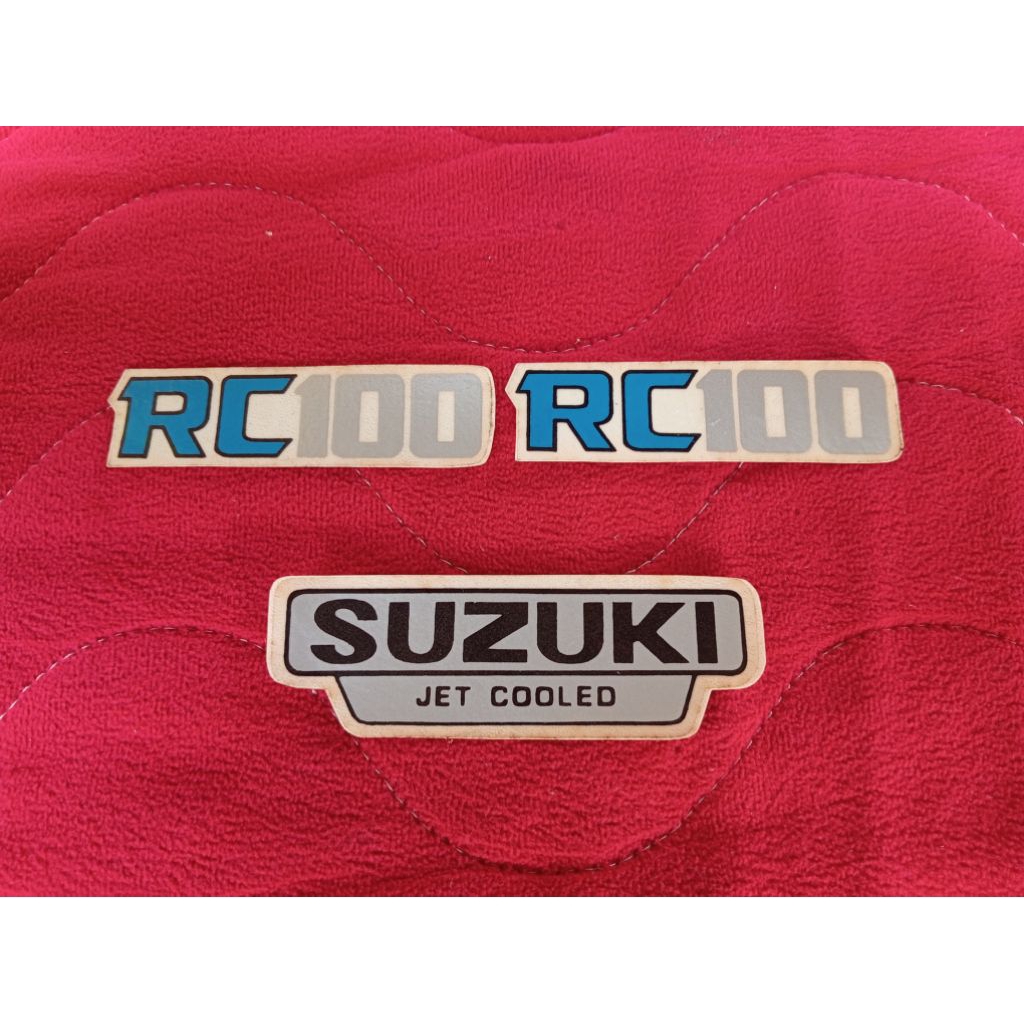 RC100
RC100
SUZUKI
JET COOLED